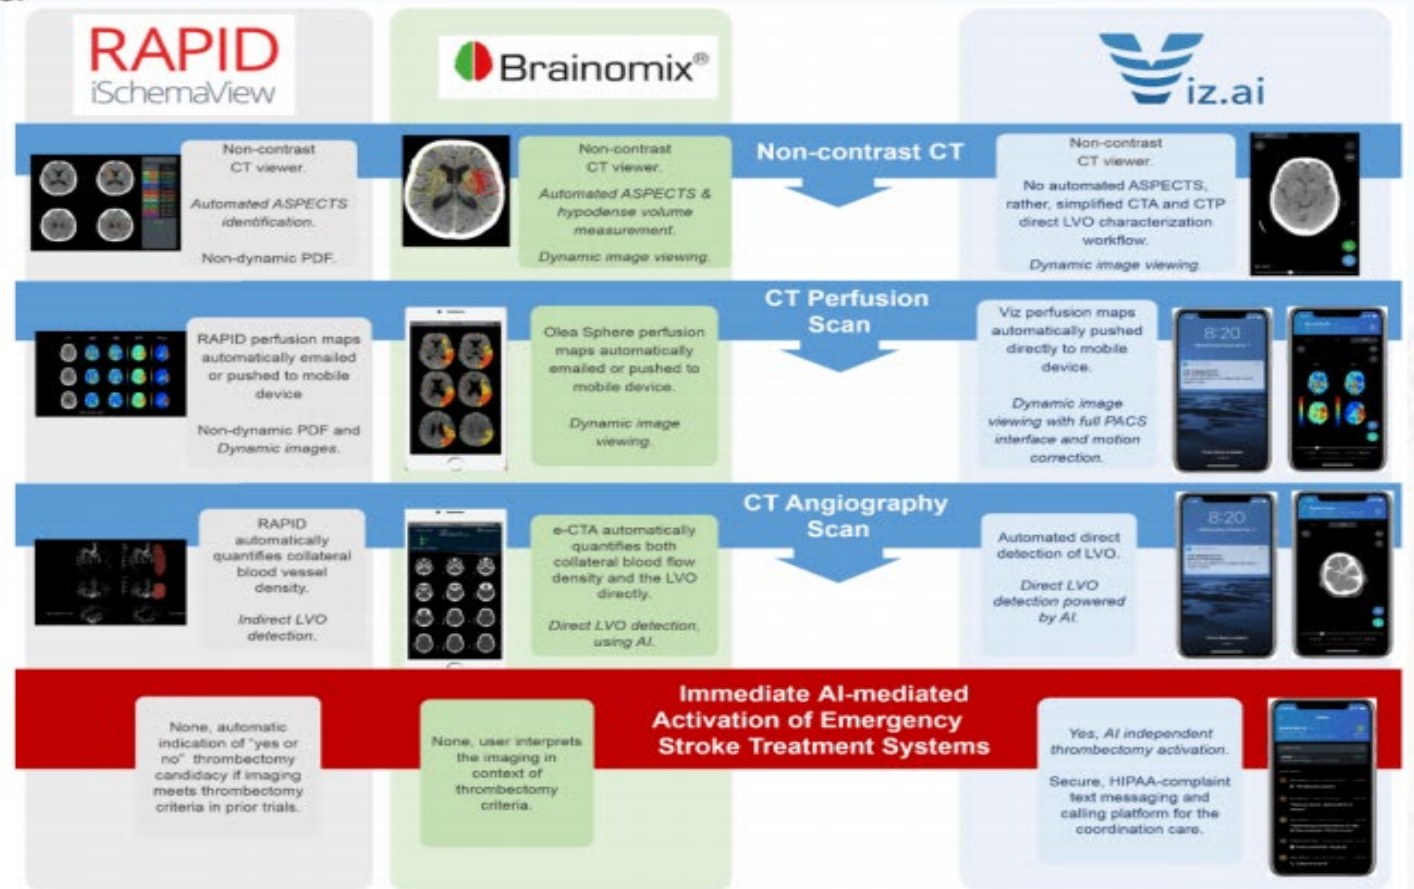 RAPID
iSchemaView
Brainomix®
Viz.ai
Non-contrast CT
Non-contrast
CT viewer.
Automated ASPECTS
identification.
Non-dynamic PDF.
Non-contrast
CT viewer.
Automated ASPECTS &
hypodense volume
measurement.
Dynamic image viewing.
Non-contrast
CT viewer.
No automated ASPECTS,
rather, simplified CTA and CTP
direct LVO characterization
workflow.
Dynamic image viewing.
CT Perfusion
Scan
RAPID perfusion maps
automatically emailed
or pushed to mobile
device
Non-dynamic PDF and
Dynamic images.
Olea Sphere perfusion
maps automatically
emailed or pushed to
mobile device.
Dynamic image
viewing.
Viz perfusion maps
automatically pushed
directly to mobile
device.
Dynamic image
viewing with full PACS
interface and motion
correction.
8:20
CT Angiography
Scan
RAPID
automatically
quantifies collateral
blood vessel
density.
Indirect LVO
detection.
e-CTA automatically
quantifies both
collateral blood flow
density and the LVO
directly.
Direct LVO detection,
using AI.
Automated direct
detection of LVO.
Direct LVO
detection powered
by AI.
8:20
Immediate AI-mediated
Activation of Emergency
Stroke Treatment Systems
None, automatic
indication of "yes or
no" thrombectomy
candidacy if imaging
meets thrombectomy
criteria in prior trials.
None, user interprets
the imaging in
context of
thrombectomy
criteria.
Yes, AI independent
thrombectomy activation.
Secure, HIPAA-complaint
text messaging and
calling platform for the
coordination care.